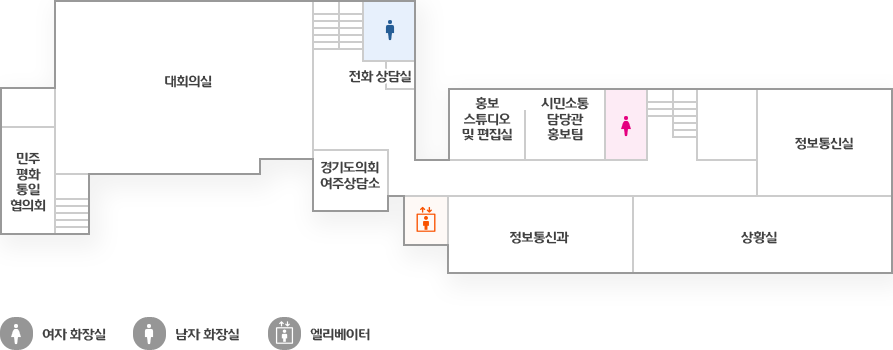 대회의실
전화 상담실
홍보
스튜디오
및 편집실
시민소통
담당관
홍보팀
정보통신실
민주
평화
통일
협의회
경기도의회
여주상담소
정보통신과
상황실
여자 화장실
남자 화장실
엘리베이터